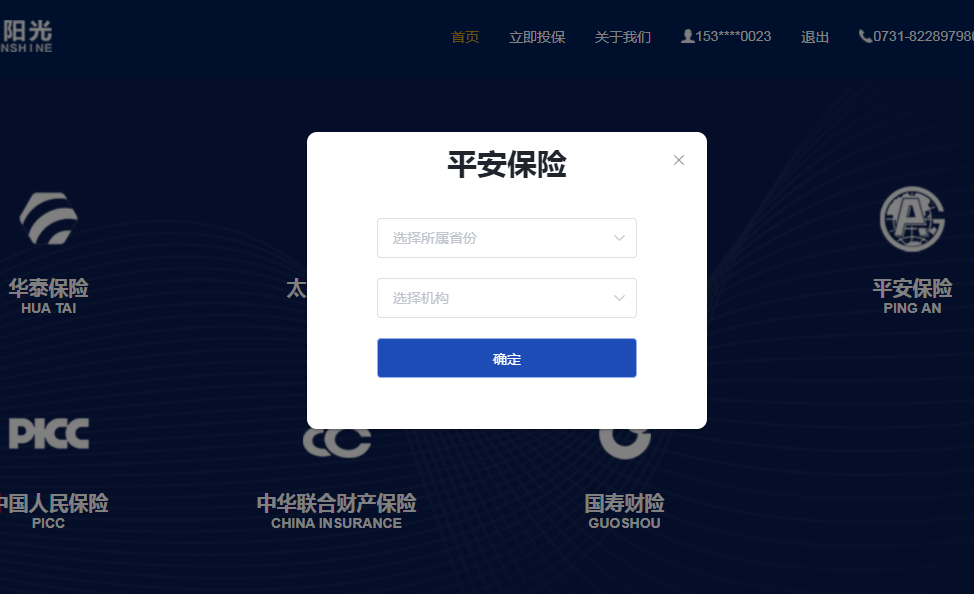 阳光
NSHINE
首页
立即投保
关于我们
153****0023
退出
0731-82289798
平安保险
选择所属省份
选择机构
确定
华泰保险
HUA TAI
太
平安保险
PING AN
PICC
中国人民保险
PICC
中华联合财产保险
CHINA INSURANCE
国寿财险
GUOSHOU